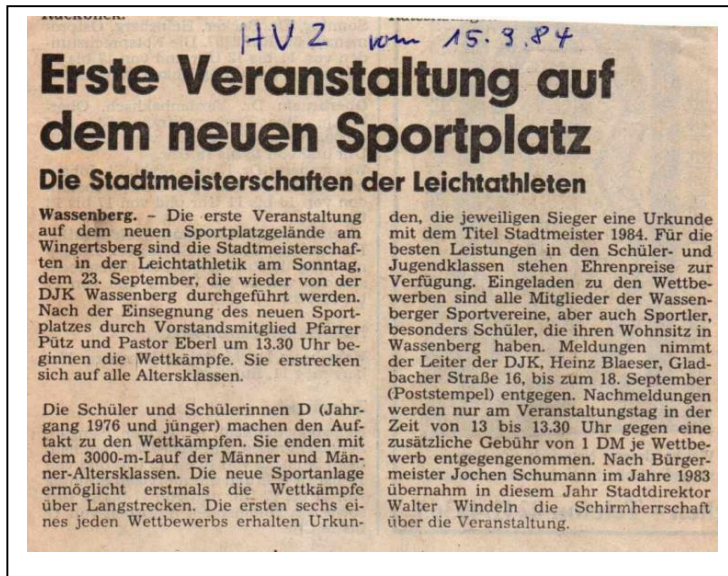 HVZ vom 15.9.84
Erste Veranstaltung auf
dem neuen Sportplatz
Die Stadtmeisterschaften der Leichtathleten
Wassenberg. – Die erste Veranstaltung
auf dem neuen Sportplatzgelände am
Wingertsberg sind die Stadtmeisterschaf-
ten in der Leichtathletik am Sonntag,
dem 23. September, die wieder von der
DJK Wassenberg durchgeführt werden.
Nach der Einsegnung des neuen Sport-
platzes durch Vorstandsmitglied Pfarrer
Pütz und Pastor Eberl um 13.30 Uhr be-
ginnen die Wettkämpfe. Sie erstrecken
sich auf alle Altersklassen.
Die Schüler und Schülerinnen D (Jahr-
gang 1976 und jünger) machen den Auf-
takt zu den Wettkämpfen. Sie enden mit
dem 3000-m-Lauf der Männer und Män-
ner-Altersklassen. Die neue Sportanlage
ermöglicht erstmals die Wettkämpfe
über Langstrecken. Die ersten sechs ei-
nes jeden Wettbewerbs erhalten Urkun-
den, die jeweiligen Sieger eine Urkunde
mit dem Titel Stadtmeister 1984. Für die
besten Leistungen in den Schüler- und
Jugendklassen stehen Ehrenpreise zur
Verfügung. Eingeladen zu den Wettbe-
werben sind alle Mitglieder der Wassen-
berger Sportvereine, aber auch Sportler,
besonders Schüler, die ihren Wohnsitz in
Wassenberg haben. Meldungen nimmt
der Leiter der DJK, Heinz Blaeser, Glad-
bacher Straße 16, bis zum 18. September
(Poststempel) entgegen. Nachmeldungen
werden nur am Veranstaltungstag in der
Zeit von 13 bis 13.30 Uhr gegen eine
zusätzliche Gebühr von 1 DM je Wettbe-
werb entgegengenommen. Nach Bürger-
meister Jochen Schumann im Jahre 1983
übernahm in diesem Jahr Stadtdirektor
Walter Windeln die Schirmherrschaft
über die Veranstaltung.